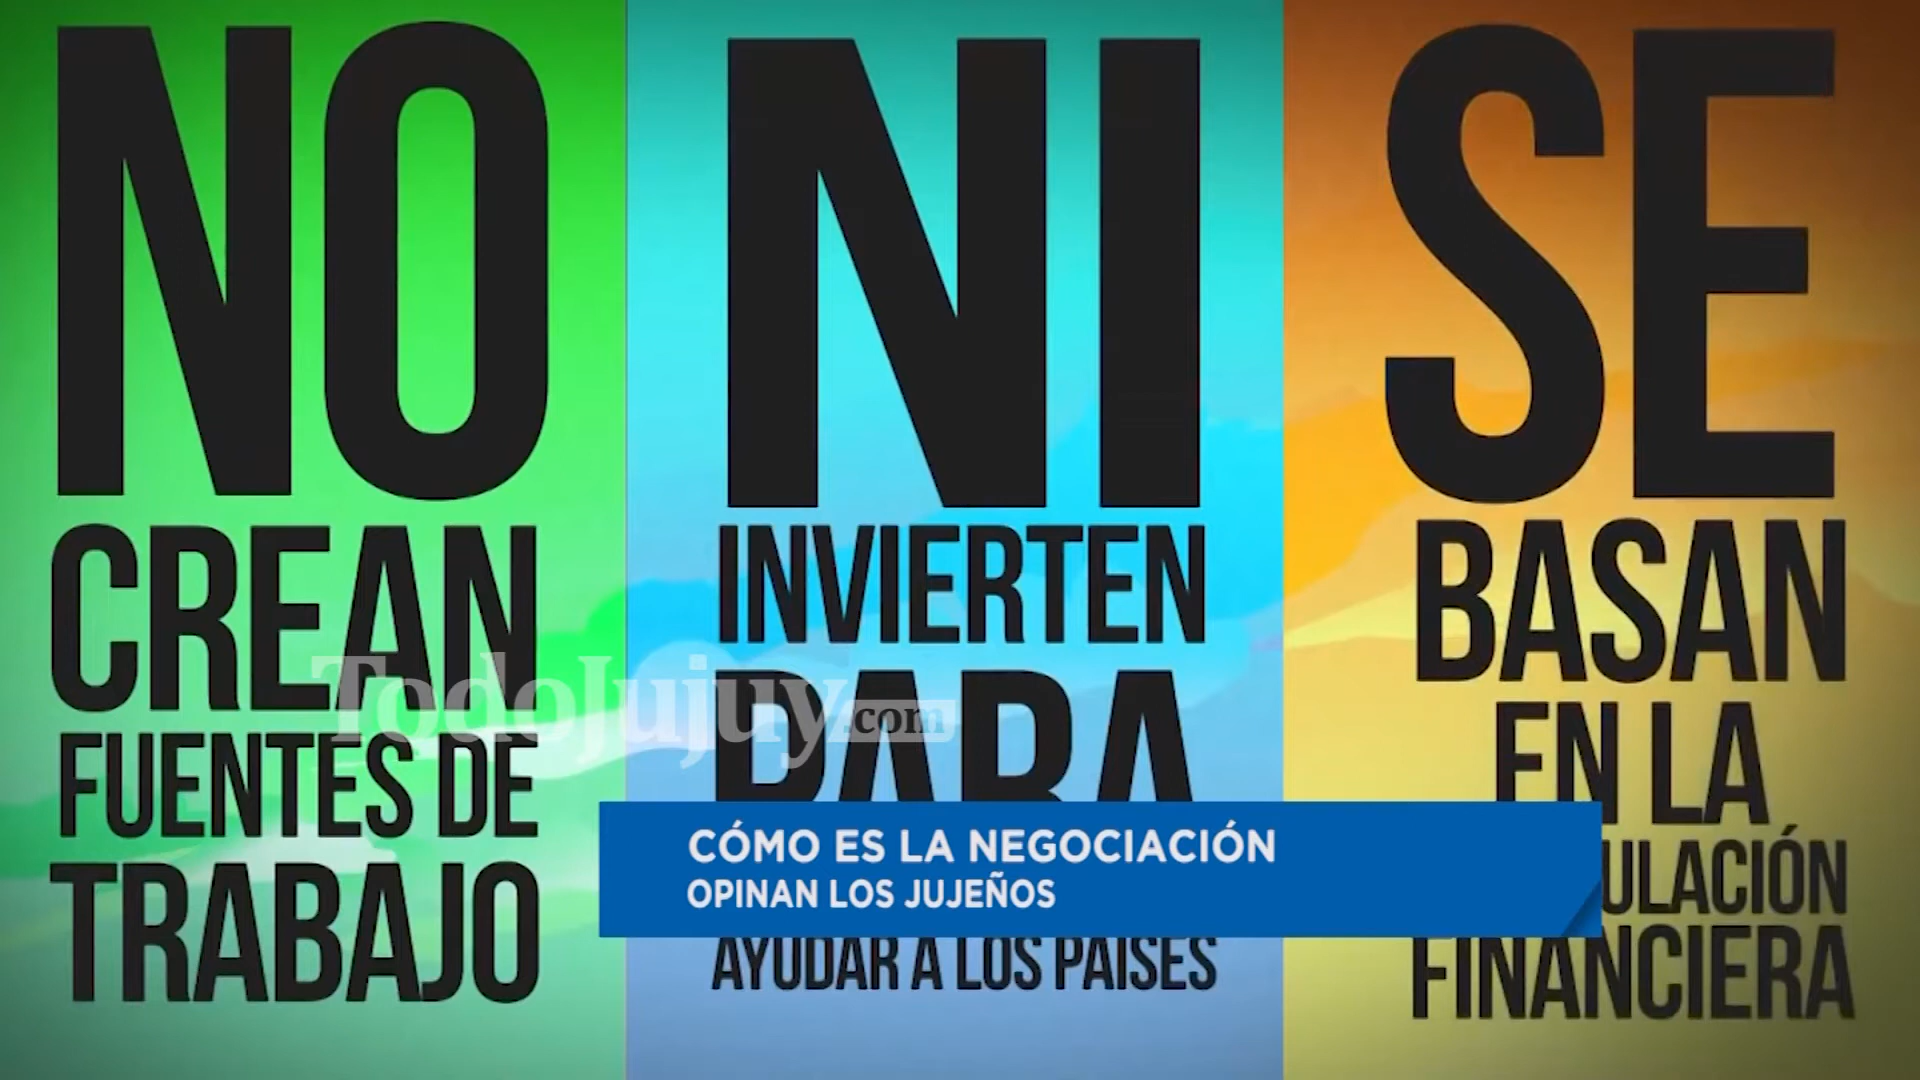 NO
CREAN
FUENTES DE
TRABAJO
NI
INVIERTEN
PARA
AYUDAR A LOS PAISES
SE
BASAN
EN LA
FINANCIERA
TodoJujuy.com
CÓMO ES LA NEGOCIACIÓN
OPINAN LOS JUJEÑOS